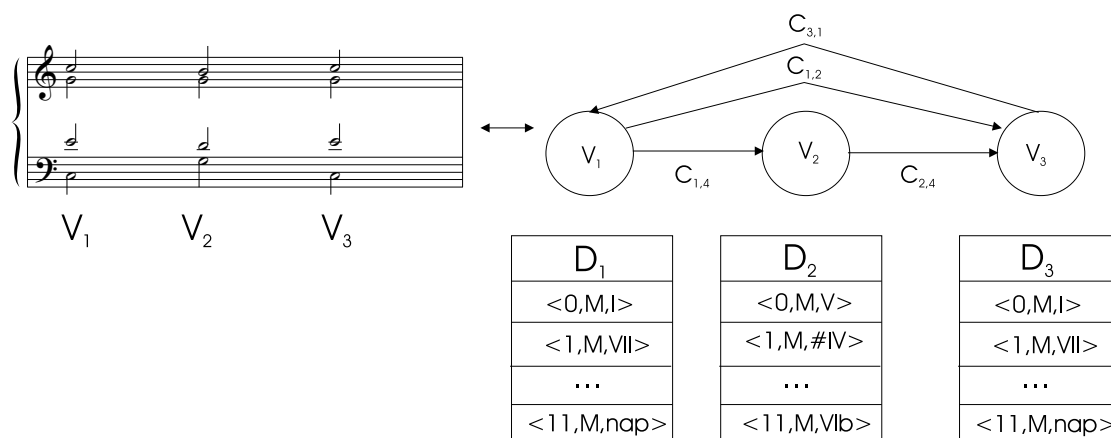 C3,1
C1,2
V1
V2
V3
C1,4
C2,4
V1
V2
V3
D1
D2
D3
<0,M,I>
<0,M,V>
<0,M,I>
<1,M,VII>
<1,M,#IV>
<1,M,VII>
...
...
...
<11,M,nap>
<11,M,VIb>
<11,M,nap>